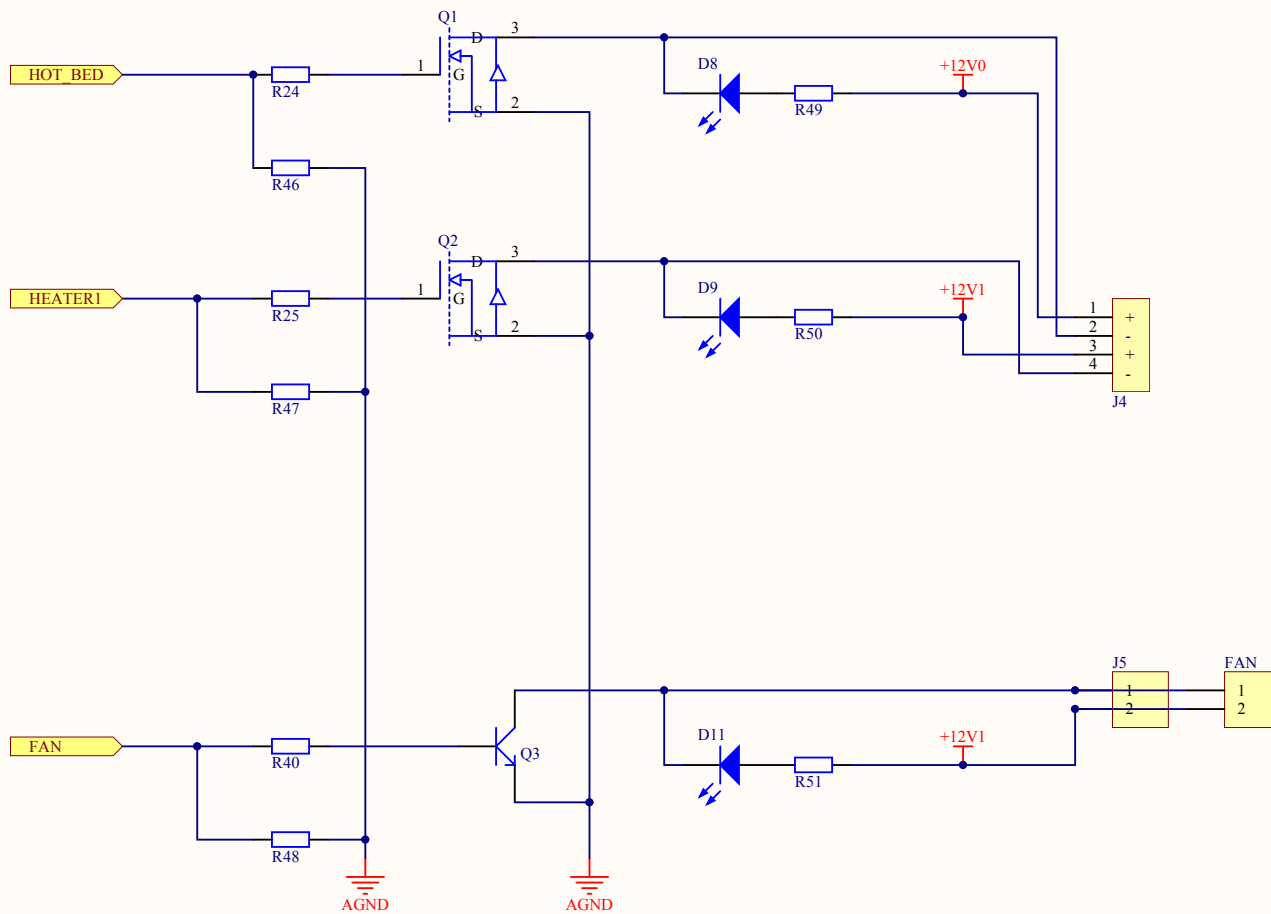 Q1
HOT_BED
R24
R46
1
D
G
S
3
2
D8
R49
+12V0
Q2
HEATER1
R25
R47
1
D
G
S
3
2
D9
R50
+12V1
1 +
2 -
3 +
4 -
J4
FAN
R40
R48
Q3
D11
R51
+12V1
J5
1
2
FAN
1
2
AGND
AGND